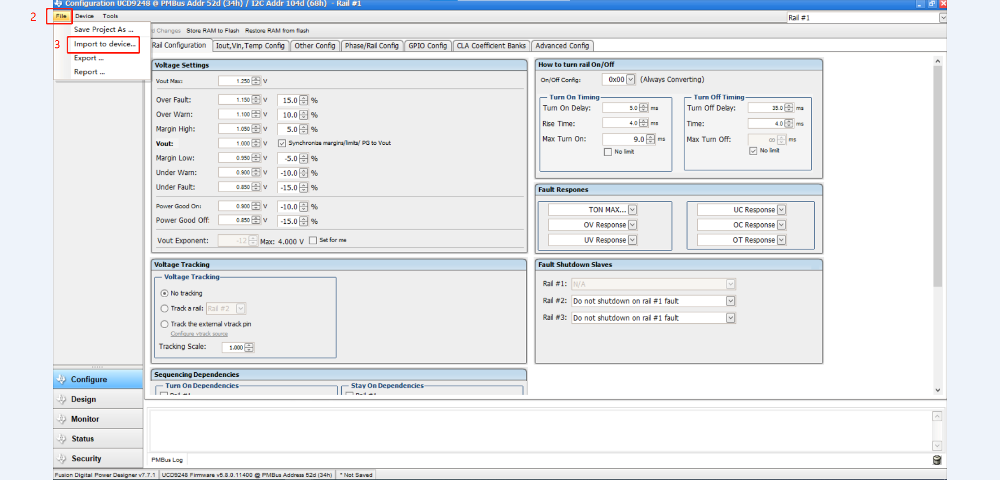 Configuration UCD9248 @ PMBus Addr 52d (34h) / I2C Addr 104d (68h) - Rail #1
2
File Device Tools
Rail #1
Save Project As ...
3
Import to device...
Export ...
Report ...
d Changes Store RAM to Flash Restore RAM from flash
Rail Configuration Iout,Vin,Temp Config Other Config Phase/Rail Config GPIO Config CLA Coefficient Banks Advanced Config
Voltage Settings
Vout Max: 1.250 V
Over Fault: 1.150 V 15.0 %
Over Warn: 1.100 V 10.0 %
Margin High: 1.050 V 5.0 %
Vout: 1.000 V Synchronize margins/limits/ PG to Vout
Margin Low: 0.950 V -5.0 %
Under Warn: 0.900 V -10.0 %
Under Fault: 0.850 V -15.0 %
Power Good On: 0.900 V -10.0 %
Power Good Off: 0.850 V -15.0 %
Vout Exponent: -12 Max: 4.000 V Set for me
How to turn rail On/Off
On/Off Config: 0x00 (Always Converting)
Turn On Timing
Turn On Delay: 5.0 ms
Rise Time: 4.0 ms
Max Turn On: 9.0 ms
No limit
Turn Off Timing
Turn Off Delay: 35.0 ms
Time: 4.0 ms
Max Turn Off: ∞ ms
No limit
Fault Respones
TON MAX... UC Response
OV Response OC Response
UV Response OT Response
Voltage Tracking
Voltage Tracking
No tracking
Track a rail: Rail #2
Track the external vtrack pin
Configure vtrack source
Tracking Scale: 1.000
Fault Shutdown Slaves
Rail #1: N/A
Rail #2: Do not shutdown on rail #1 fault
Rail #3: Do not shutdown on rail #1 fault
Sequencing Dependencies
Turn On Dependencies Stay On Dependencies
Rail #1 Rail #1
Configure
Design
Monitor
Status
Security
PMBus Log
Fusion Digital Power Designer v7.7.1 UCD9248 Firmware v5.8.0.11400 @ PMBus Address 52d (34h) * Not Saved